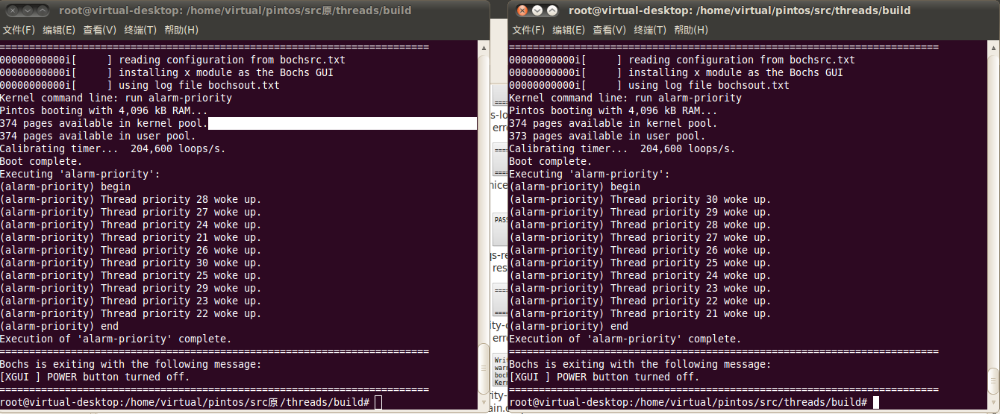 root@virtual-desktop: /home/virtual/pintos/src原/threads/build
文件(F) 编辑(E) 查看(V) 终端(T) 帮助(H)
========================================================================
00000000000i[     ] reading configuration from bochsrc.txt
00000000000i[     ] installing x module as the Bochs GUI
00000000000i[     ] using log file bochsout.txt
Kernel command line: run alarm-priority
Pintos booting with 4,096 kB RAM...
374 pages available in kernel pool.
374 pages available in user pool.
Calibrating timer...  204,600 loops/s.
Boot complete.
Executing 'alarm-priority':
(alarm-priority) begin
(alarm-priority) Thread priority 28 woke up.
(alarm-priority) Thread priority 27 woke up.
(alarm-priority) Thread priority 24 woke up.
(alarm-priority) Thread priority 21 woke up.
(alarm-priority) Thread priority 26 woke up.
(alarm-priority) Thread priority 30 woke up.
(alarm-priority) Thread priority 25 woke up.
(alarm-priority) Thread priority 29 woke up.
(alarm-priority) Thread priority 23 woke up.
(alarm-priority) Thread priority 22 woke up.
(alarm-priority) end
Execution of 'alarm-priority' complete.
========================================================================
Bochs is exiting with the following message:
[XGUI ] POWER button turned off.
========================================================================
root@virtual-desktop:/home/virtual/pintos/src原/threads/build#
root@virtual-desktop: /home/virtual/pintos/src/threads/build
文件(F) 编辑(E) 查看(V) 终端(T) 帮助(H)
========================================================================
00000000000i[     ] reading configuration from bochsrc.txt
00000000000i[     ] installing x module as the Bochs GUI
00000000000i[     ] using log file bochsout.txt
Kernel command line: run alarm-priority
Pintos booting with 4,096 kB RAM...
374 pages available in kernel pool.
373 pages available in user pool.
Calibrating timer...  204,600 loops/s.
Boot complete.
Executing 'alarm-priority':
(alarm-priority) begin
(alarm-priority) Thread priority 30 woke up.
(alarm-priority) Thread priority 29 woke up.
(alarm-priority) Thread priority 28 woke up.
(alarm-priority) Thread priority 27 woke up.
(alarm-priority) Thread priority 26 woke up.
(alarm-priority) Thread priority 25 woke up.
(alarm-priority) Thread priority 24 woke up.
(alarm-priority) Thread priority 23 woke up.
(alarm-priority) Thread priority 22 woke up.
(alarm-priority) Thread priority 21 woke up.
(alarm-priority) end
Execution of 'alarm-priority' complete.
========================================================================
Bochs is exiting with the following message:
[XGUI ] POWER button turned off.
========================================================================
root@virtual-desktop:/home/virtual/pintos/src/threads/build#